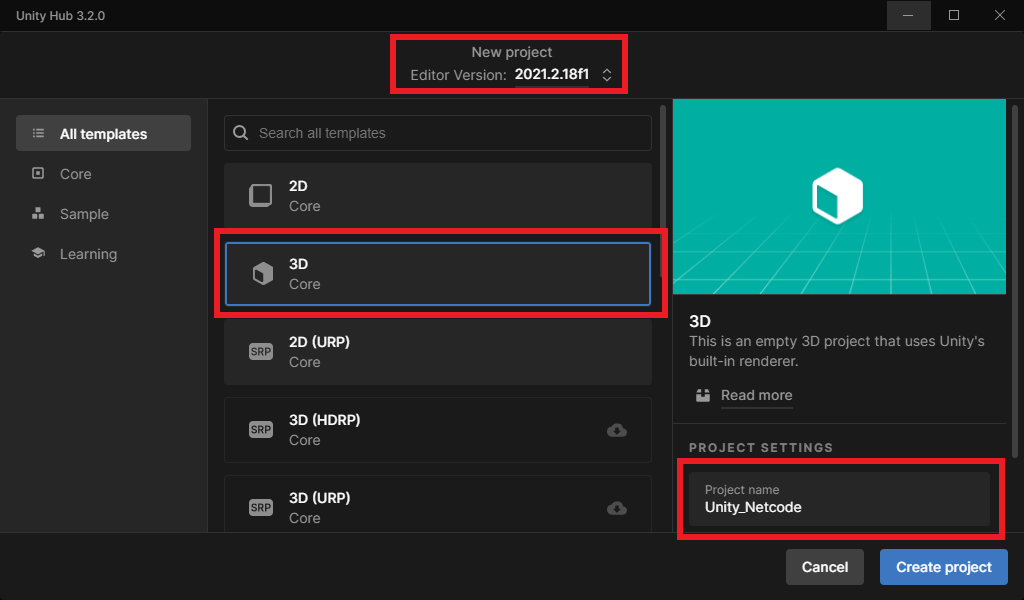 Unity Hub 3.2.0
New project
Editor Version: 2021.2.18f1
All templates
Core
Sample
Learning
Search all templates
2D
Core
3D
Core
2D (URP)
Core
SRP
3D (HDRP)
Core
SRP
3D (URP)
Core
SRP
3D
This is an empty 3D project that uses Unity's
built-in renderer.
Read more
PROJECT SETTINGS
Project name
Unity_Netcode
Cancel
Create project